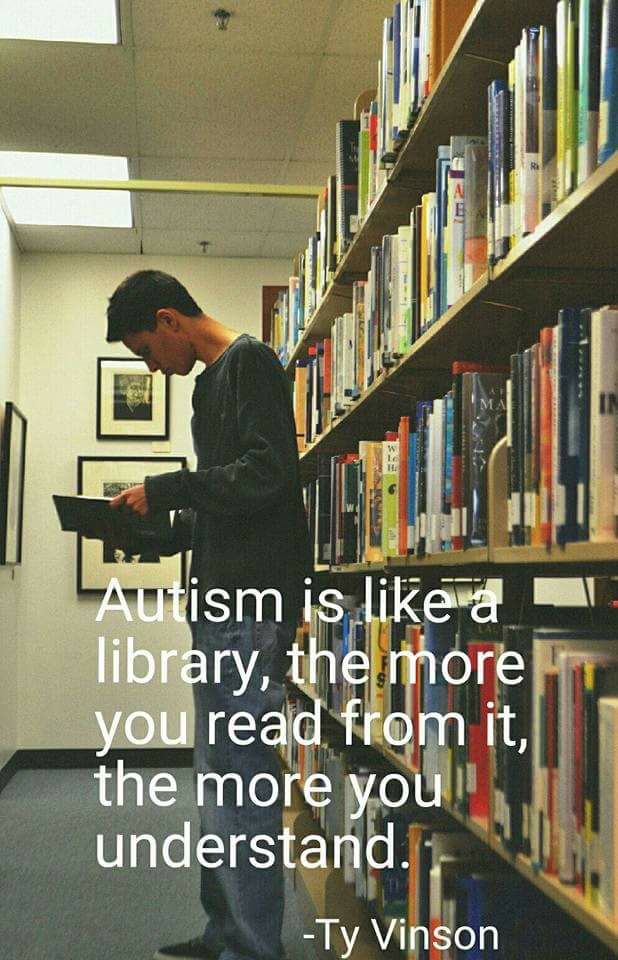 Autism is like a
library, the more
you read from it,
the more you
understand.
-Ty Vinson